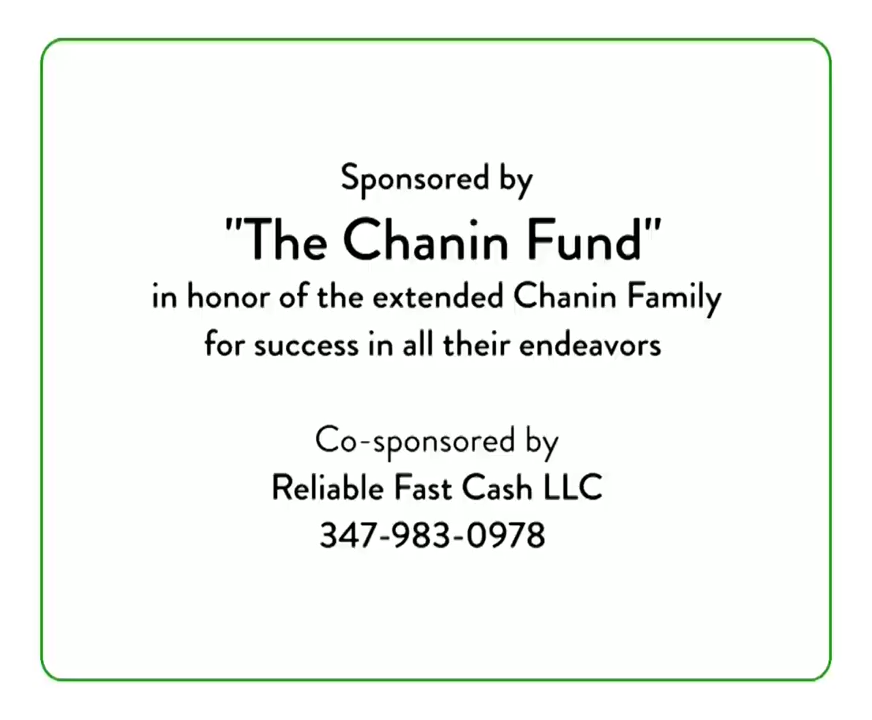 Sponsored by
"The Chanin Fund"
in honor of the extended Chanin Family
for success in all their endeavors
Co-sponsored by
Reliable Fast Cash LLC
347-983-0978